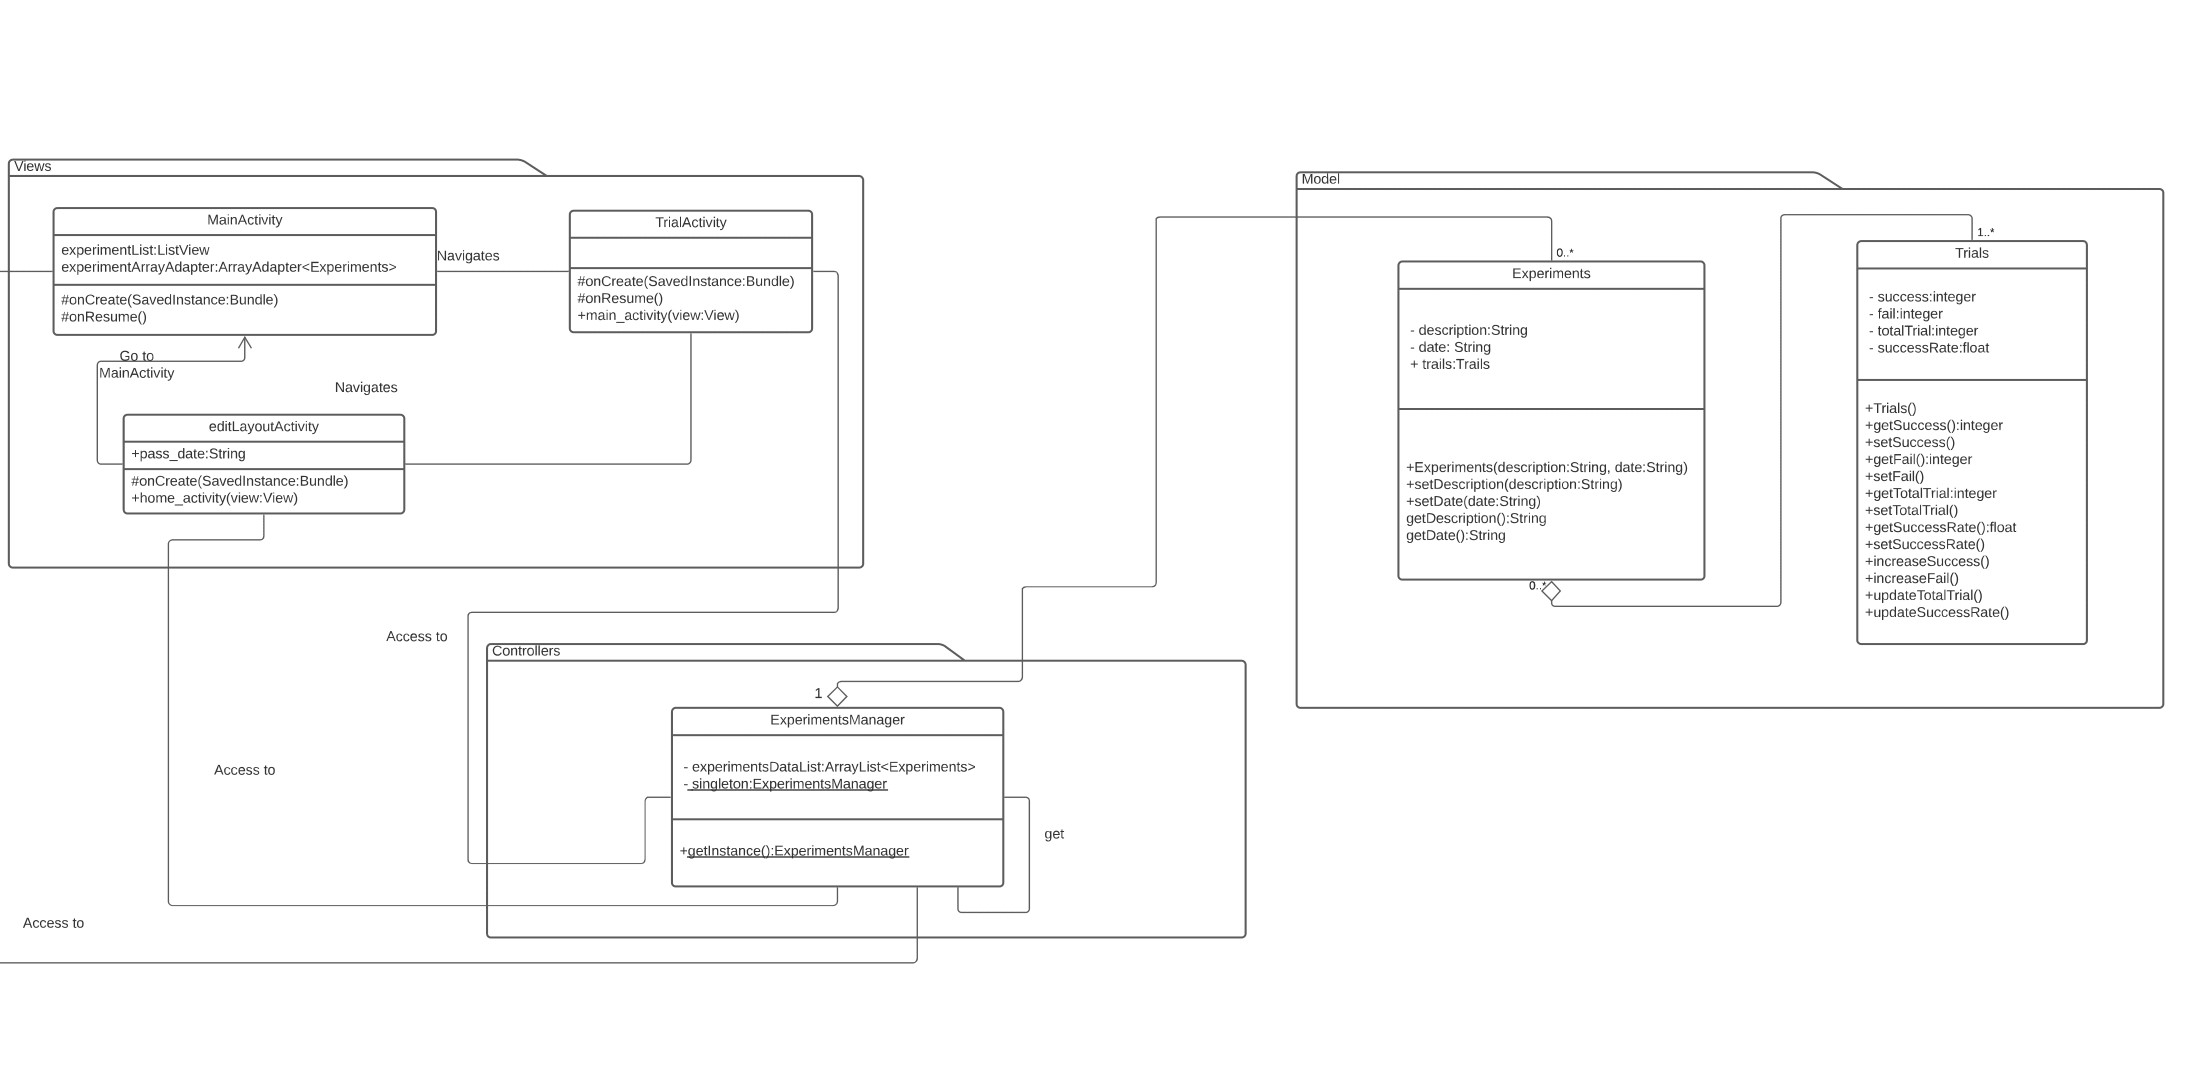 Views
MainActivity
experimentList:ListView
experimentArrayAdapter:ArrayAdapter<Experiments>
#onCreate(SavedInstance:Bundle)
#onResume()
Navigates
TrialActivity
#onCreate(SavedInstance:Bundle)
#onResume()
+main_activity(view:View)
Go to
MainActivity
Navigates
editLayoutActivity
+pass_date:String
#onCreate(SavedInstance:Bundle)
+home_activity(view:View)
Access to
Access to
Access to
Controllers
1
ExperimentsManager
- experimentsDataList:ArrayList<Experiments>
- singleton:ExperimentsManager
+getInstance():ExperimentsManager
get
Model
0..*
Experiments
- description:String
- date: String
+ trails:Trails
+Experiments(description:String, date:String)
+setDescription(description:String)
+setDate(date:String)
getDescription():String
getDate():String
0..*
1..*
Trials
- success:integer
- fail:integer
- totalTrial:integer
- successRate:float
+Trials()
+getSuccess():integer
+setSuccess()
+getFail():integer
+setFail()
+getTotalTrial:integer
+setTotalTrial()
+getSuccessRate():float
+setSuccessRate()
+increaseSuccess()
+increaseFail()
+updateTotalTrial()
+updateSuccessRate()